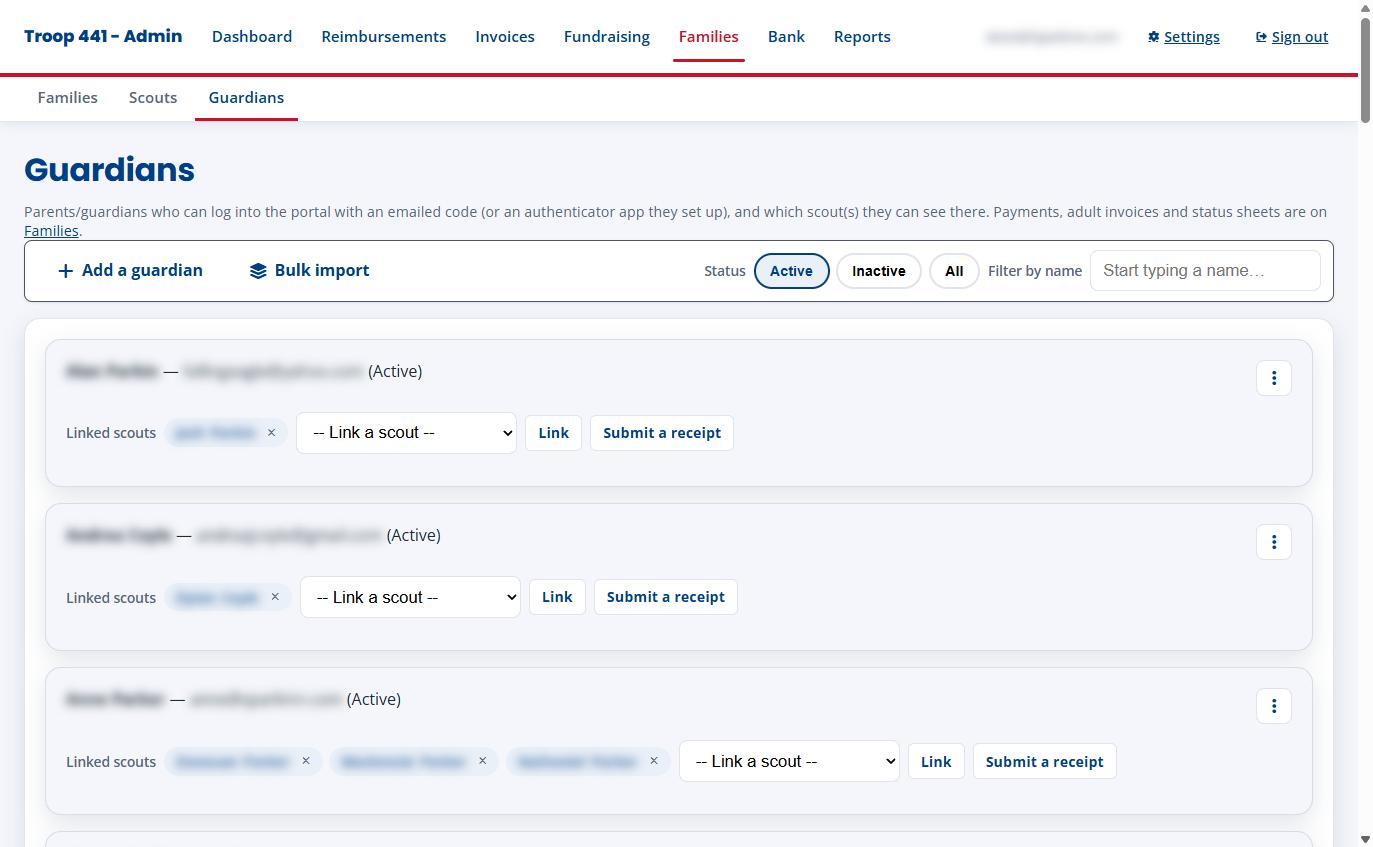 Troop 441 – Admin Dashboard Reimbursements Invoices Fundraising Families Bank Reports Settings Sign out
Families Scouts Guardians
Guardians
Parents/guardians who can log into the portal with an emailed code (or an authenticator app they set up), and which scout(s) they can see there. Payments, adult invoices and status sheets are on
Families.
+ Add a guardian Bulk import Status Active Inactive All Filter by name Start typing a name…
— (Active)
Linked scouts × -- Link a scout -- Link Submit a receipt
— (Active)
Linked scouts × -- Link a scout -- Link Submit a receipt
— (Active)
Linked scouts × × × -- Link a scout -- Link Submit a receipt